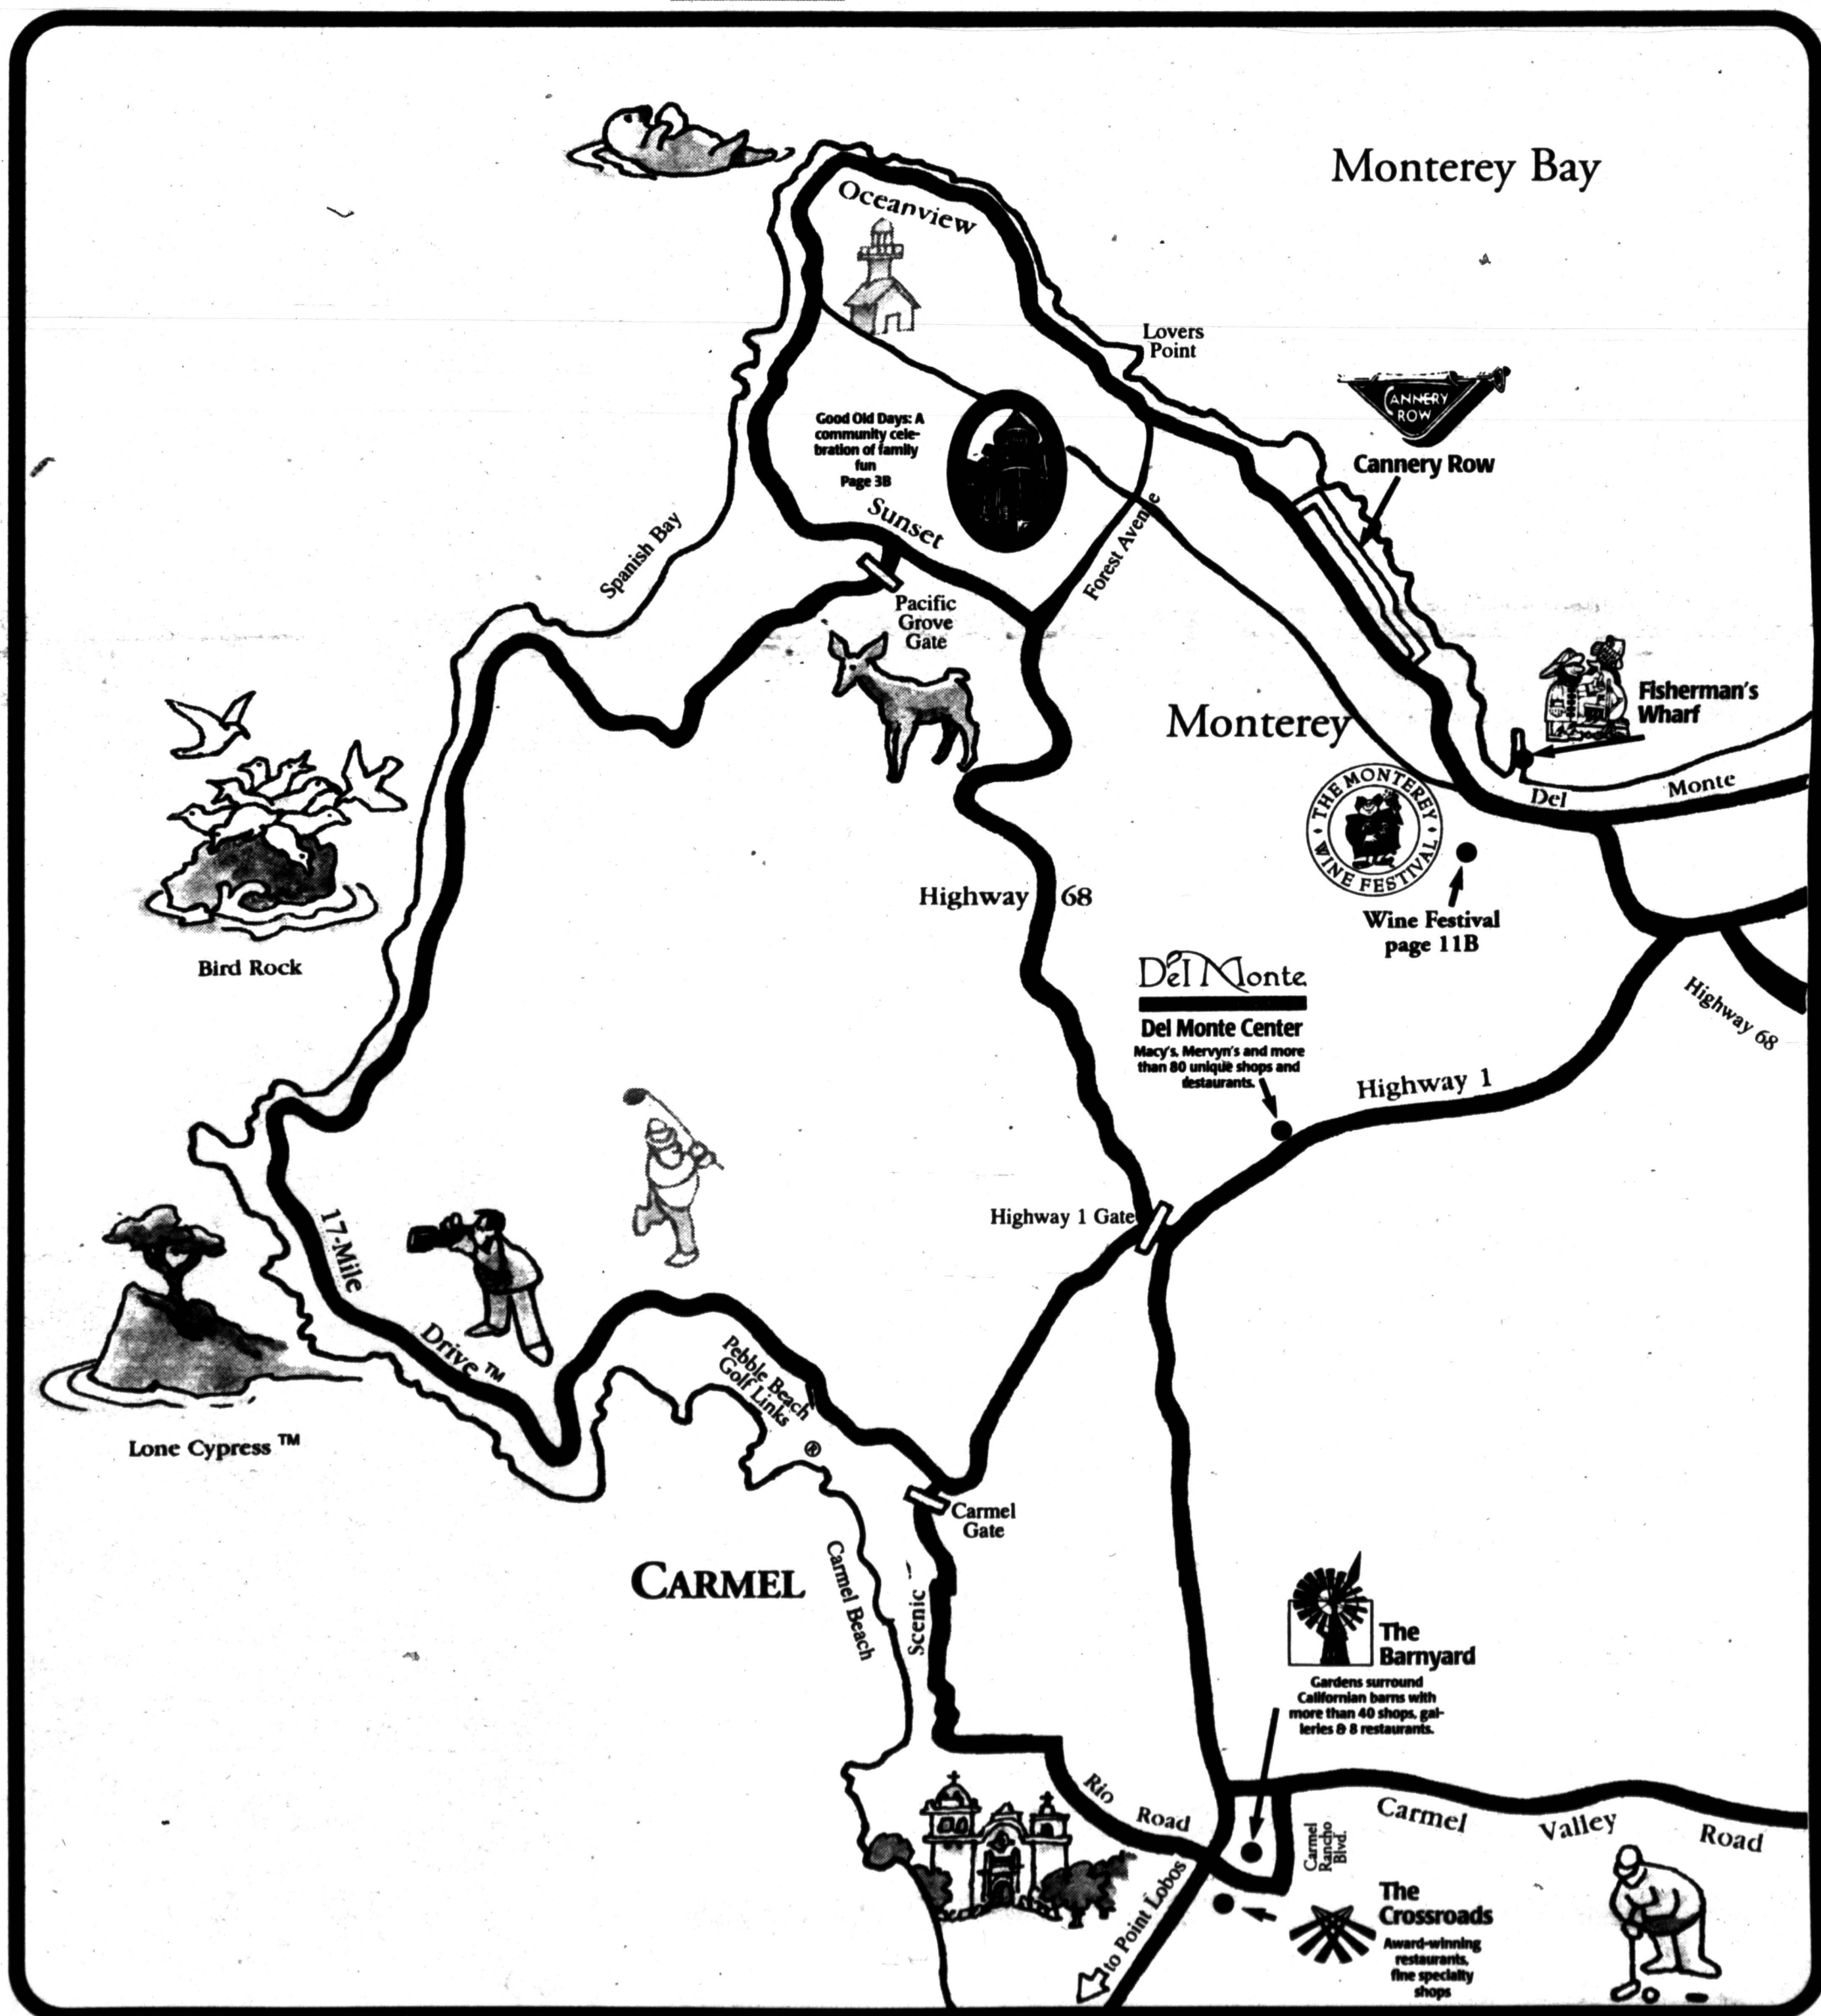 Monterey Bay
Oceanview
Lovers
Point
CANNERY
ROW
Cannery Row
Good Old Days: A
community cele-
bration of family
fun
Page 3B
Sunset
Spanish Bay
Forest Avenue
Pacific
Grove
Gate
Fisherman's
Wharf
Monterey
Del Monte
THE MONTEREY
WINE FESTIVAL
Wine Festival
page 11B
Highway 68
Bird Rock
Del Monte
Del Monte Center
Macy's, Mervyn's and more
than 80 unique shops and
destaurants.
Highway 68
Highway 1
Highway 1 Gate
17-Mile
Drive ™
Pebble Beach
Golf Links
®
Lone Cypress ™
Carmel
Gate
CARMEL
Carmel Beach
Scenic
The
Barnyard
Gardens surround
Californian barns with
more than 40 shops, gal-
leries & 8 restaurants.
Rio Road
Carmel Valley Road
Carmel
Rancho
Blvd.
to Point Lobos
The
Crossroads
Award-winning
restaurants,
fine specialty
shops